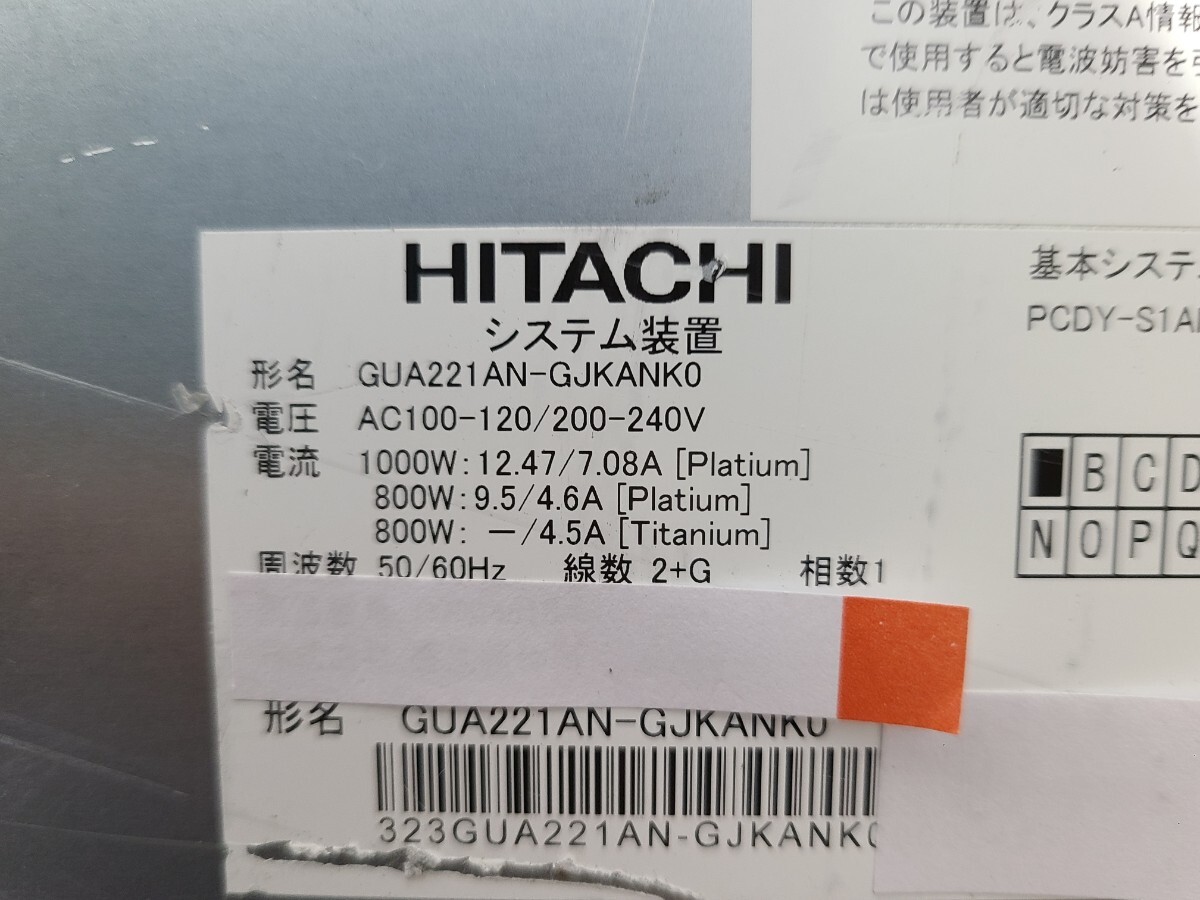 この装置は、クラスA情報
で使用すると電波妨害を
は使用者が適切な対策を
HITACHI
システム装置
形名 GUA221AN-GJKANK0
電圧 AC100-120/200-240V
電流 1000W: 12.47/7.08A [Platium]
800W: 9.5/4.6A [Platium]
800W: －/4.5A [Titanium]
周波数 50/60Hz 線数 2+G 相数1
形名 GUA221AN-GJKANK0
323GUA221AN-GJKANK
基本システ
PCDY-S1A
B C D
N O P Q